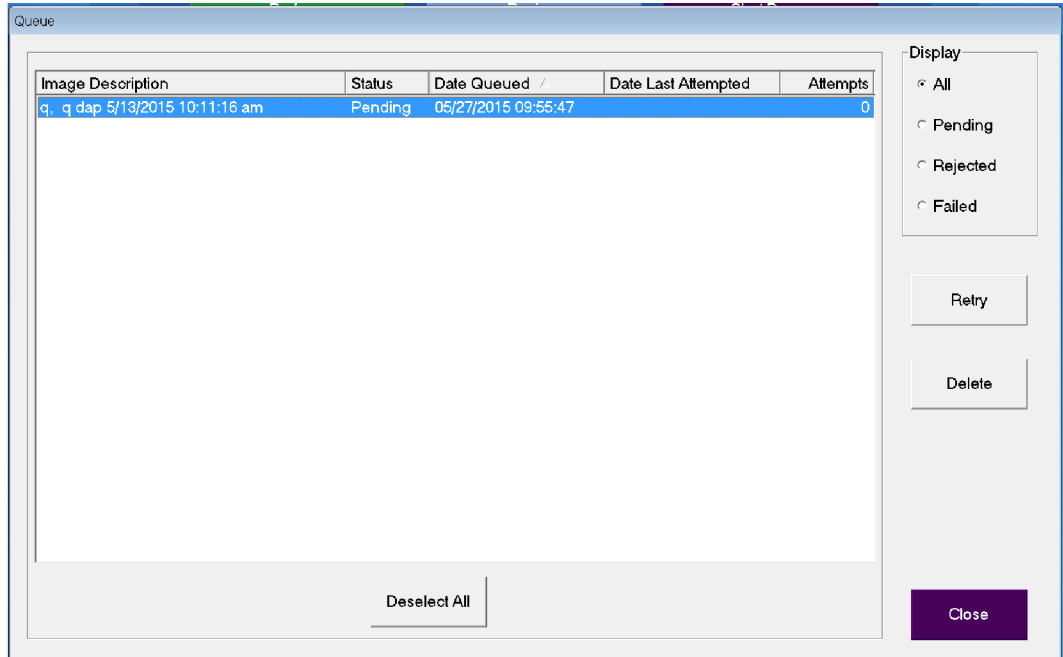 Queue
Image Description Status Date Queued Date Last Attempted Attempts
q, q dap 5/13/2015 10:11:16 am Pending 05/27/2015 09:55:47 0
Display
All
Pending
Rejected
Failed
Retry
Delete
Deselect All
Close